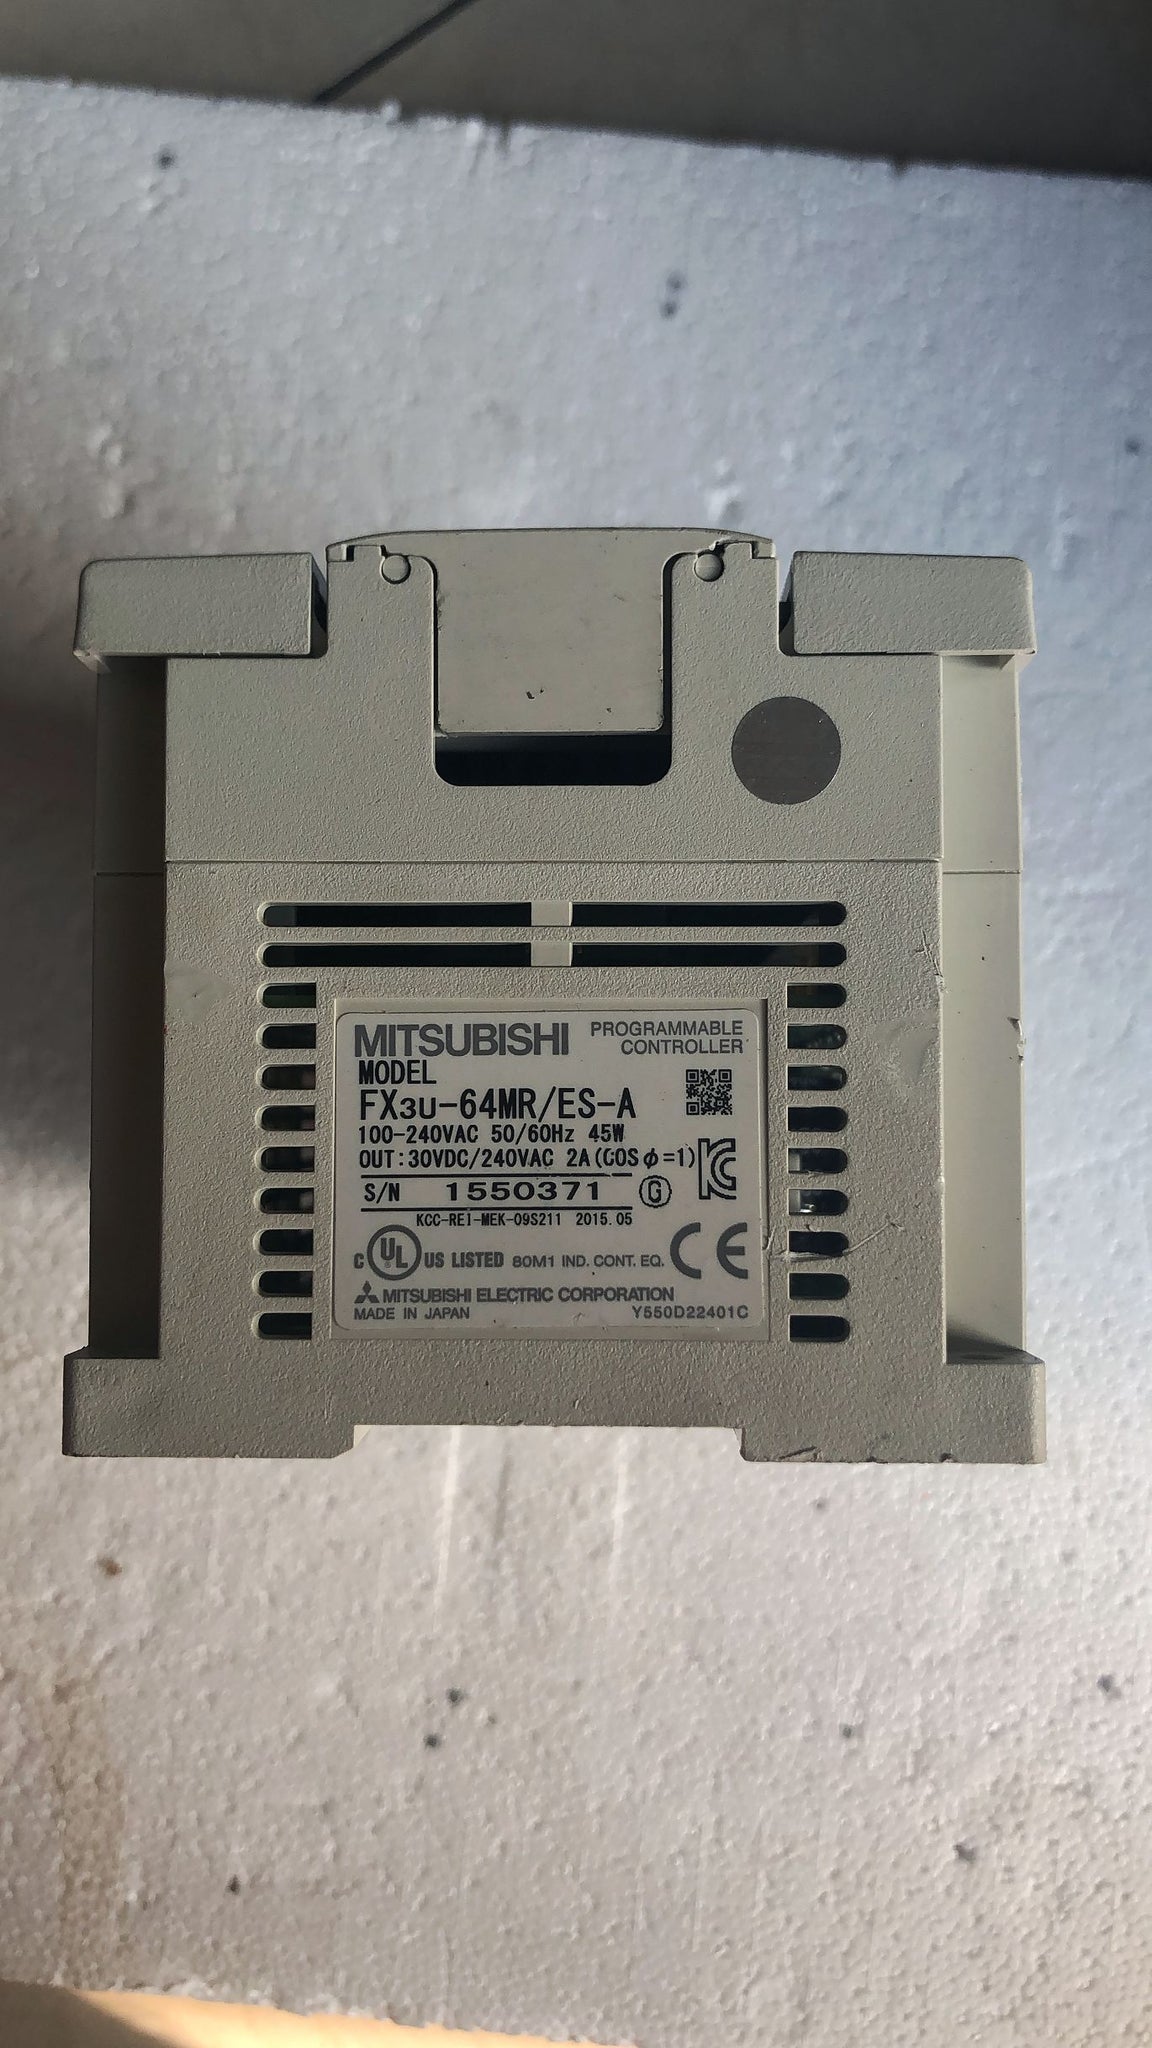 MITSUBISHI PROGRAMMABLE CONTROLLER
MODEL
FX3U-64MR/ES-A
100-240VAC 50/60Hz 45W
OUT:30VDC/240VAC 2A(COS φ=1)
S/N 1550371 G
KCC-REI-MEK-09S211 2015.05
C UL US LISTED 80M1 IND. CONT. EQ. CE
MITSUBISHI ELECTRIC CORPORATION
MADE IN JAPAN Y550D22401C